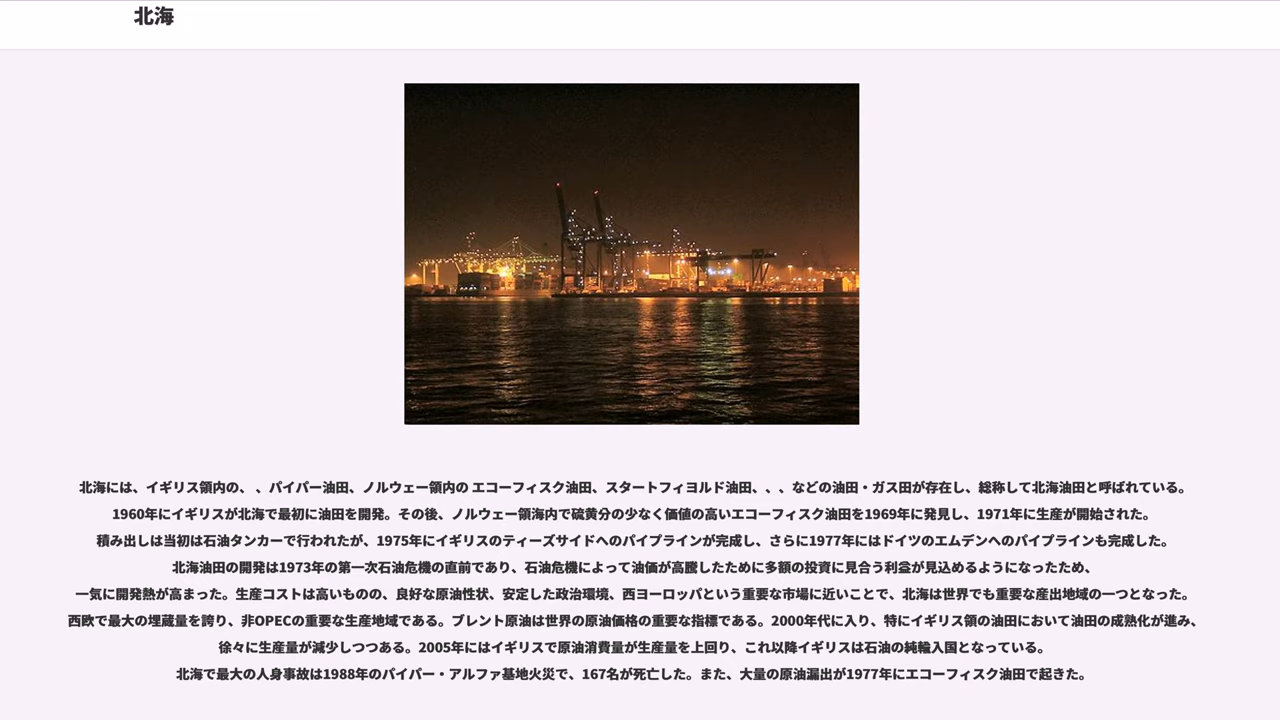 北海
北海には、イギリス領内の、 、パイパー油田、ノルウェー領内の エコーフィスク油田、スタートフィヨルド油田、、、などの油田・ガス田が存在し、総称して北海油田と呼ばれている。
1960年にイギリスが北海で最初に油田を開発。その後、ノルウェー領海内で硫黄分の少なく価値の高いエコーフィスク油田を1969年に発見し、1971年に生産が開始された。
積み出しは当初は石油タンカーで行われたが、1975年にイギリスのティーズサイドへのパイプラインが完成し、さらに1977年にはドイツのエムデンへのパイプラインも完成した。
北海油田の開発は1973年の第一次石油危機の直前であり、石油危機によって油価が高騰したために多額の投資に見合う利益が見込めるようになったため、
一気に開発熱が高まった。生産コストは高いものの、良好な原油性状、安定した政治環境、西ヨーロッパという重要な市場に近いことで、北海は世界でも重要な産出地域の一つとなった。
西欧で最大の埋蔵量を誇り、非OPECの重要な生産地域である。ブレント原油は世界の原油価格の重要な指標である。2000年代に入り、特にイギリス領の油田において油田の成熟化が進み、
徐々に生産量が減少しつつある。2005年にはイギリスで原油消費量が生産量を上回り、これ以降イギリスは石油の純輸入国となっている。
北海で最大の人身事故は1988年のパイパー・アルファ基地火災で、167名が死亡した。また、大量の原油漏出が1977年にエコーフィスク油田で起きた。